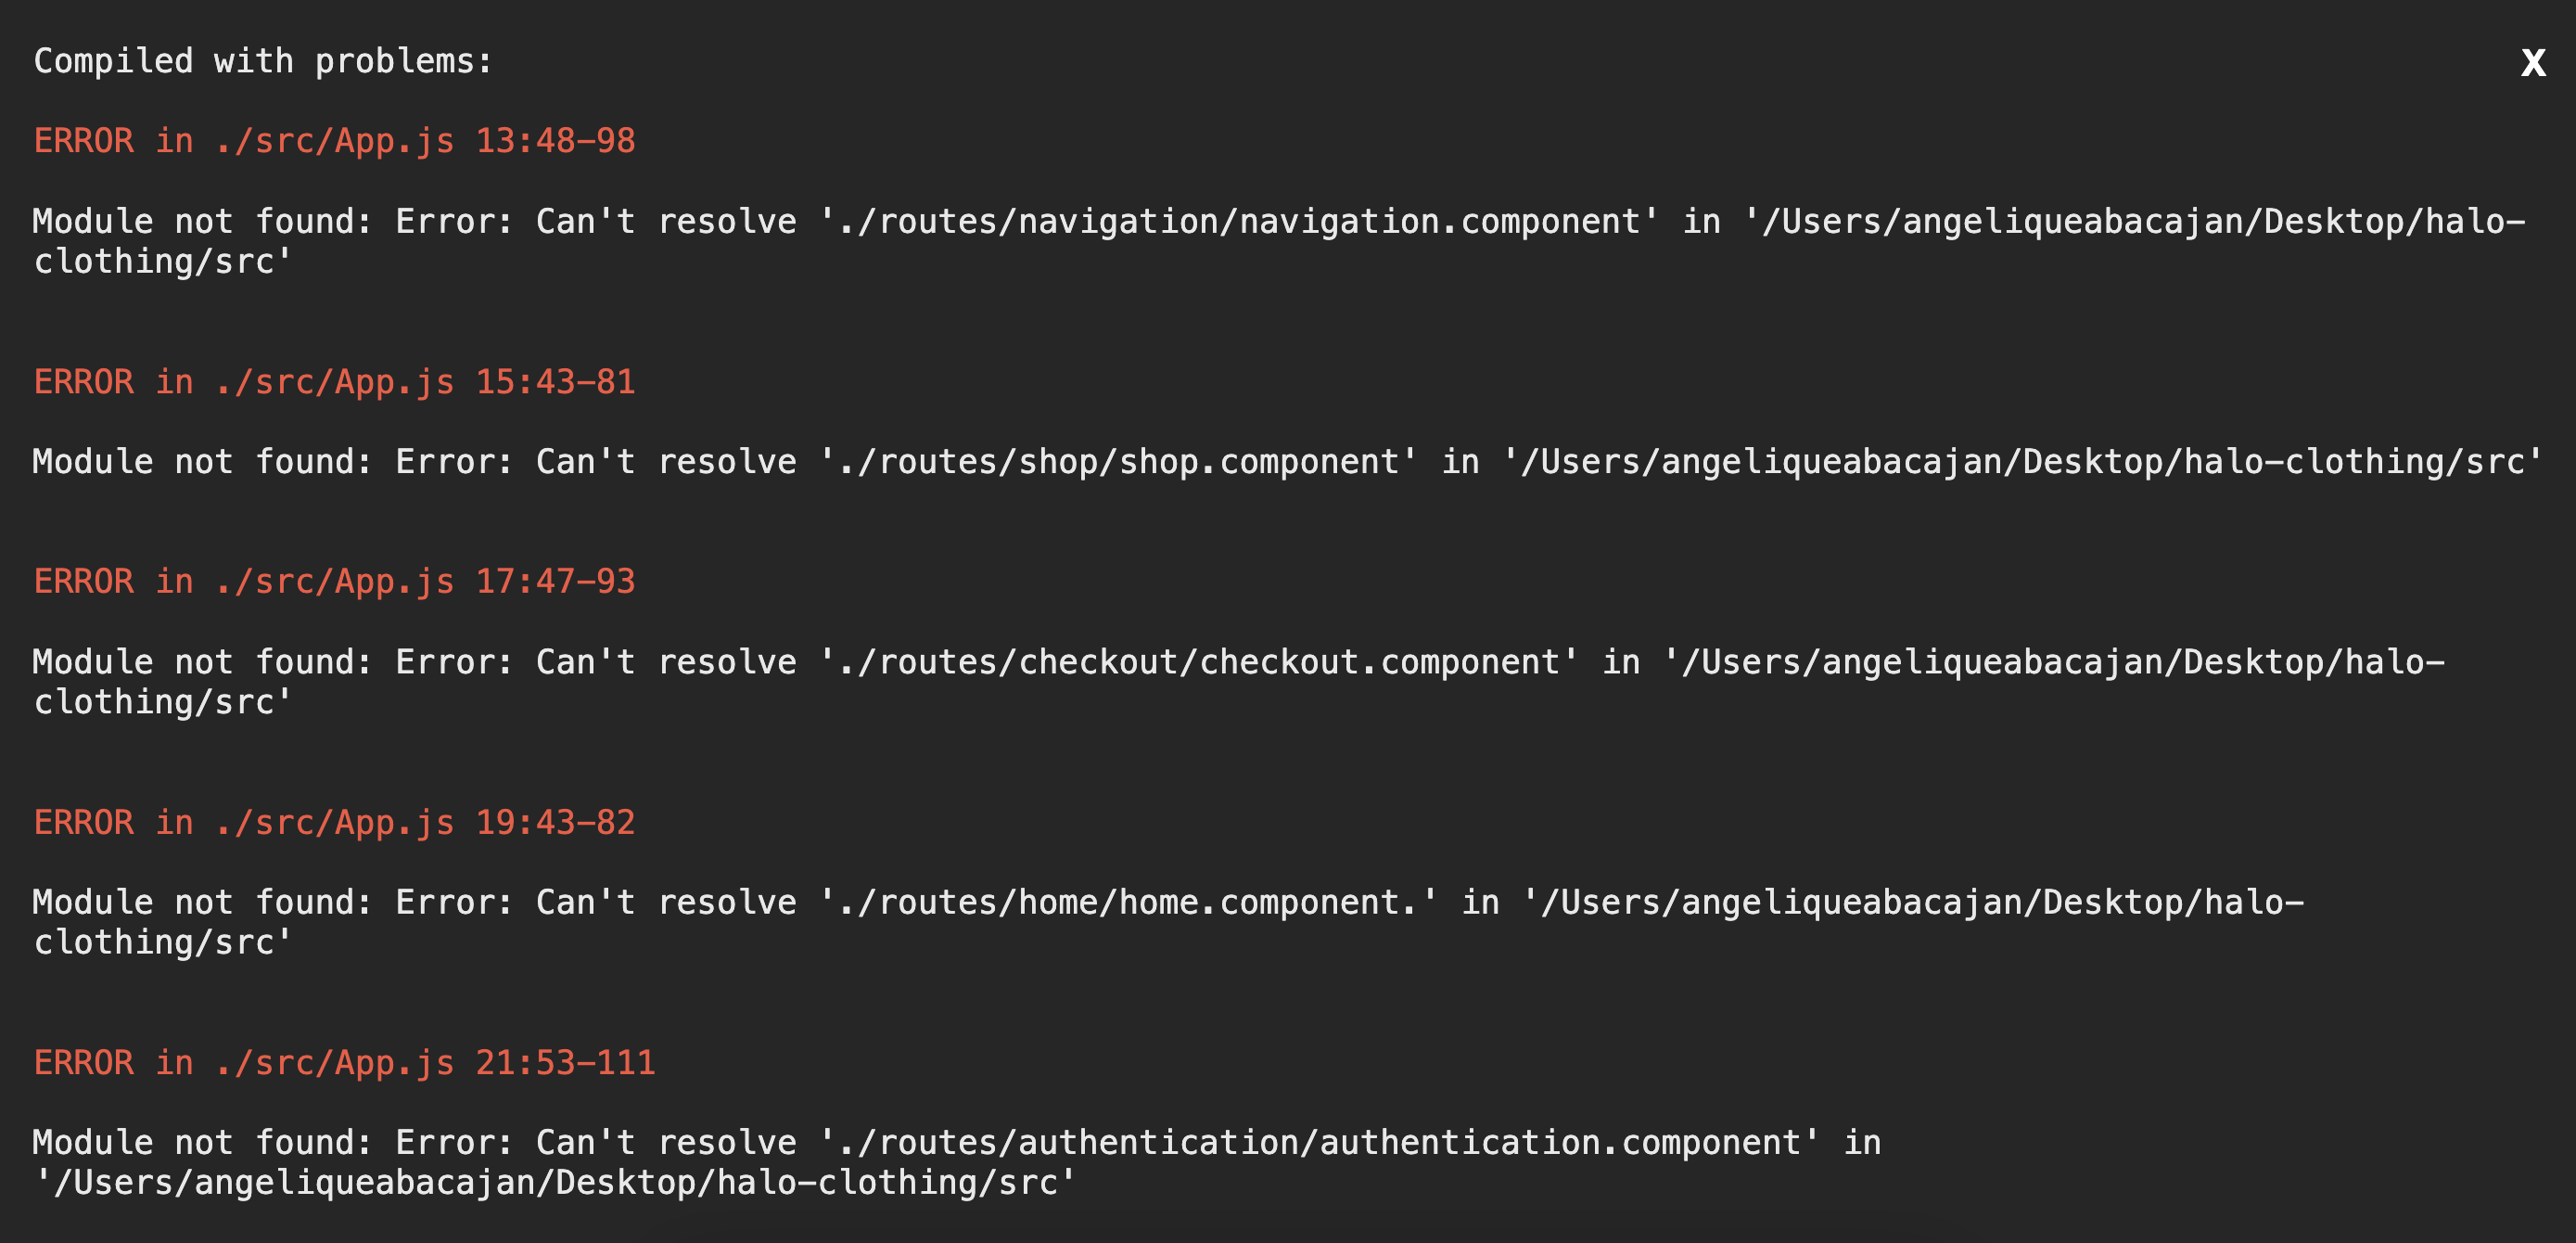 Compiled with problems:
X
ERROR in ./src/App.js 13:48-98
Module not found: Error: Can't resolve './routes/navigation/navigation.component' in '/Users/angeliqueabacajan/Desktop/halo-
clothing/src'
ERROR in ./src/App.js 15:43-81
Module not found: Error: Can't resolve './routes/shop/shop.component' in '/Users/angeliqueabacajan/Desktop/halo-clothing/src'
ERROR in ./src/App.js 17:47-93
Module not found: Error: Can't resolve './routes/checkout/checkout.component' in '/Users/angeliqueabacajan/Desktop/halo-
clothing/src'
ERROR in ./src/App.js 19:43-82
Module not found: Error: Can't resolve './routes/home/home.component.' in '/Users/angeliqueabacajan/Desktop/halo-
clothing/src'
ERROR in ./src/App.js 21:53-111
Module not found: Error: Can't resolve './routes/authentication/authentication.component' in
'/Users/angeliqueabacajan/Desktop/halo-clothing/src'